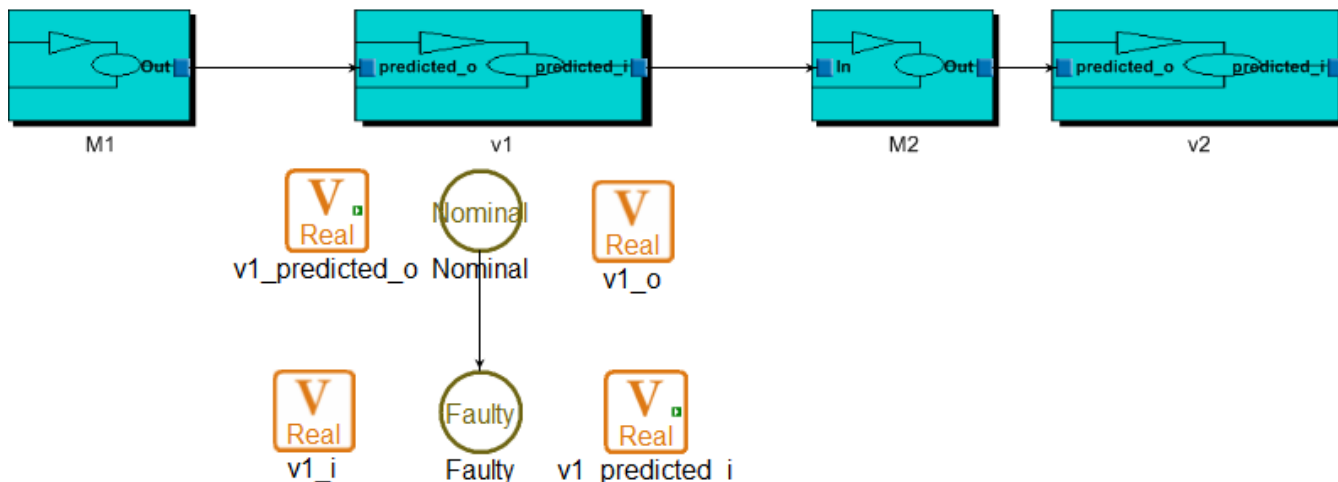 Out
predicted_o
predicted_i
In
Out
predicted_o
predicted_i
M1
v1
M2
v2
V
Real
v1_predicted_o
Nominal
Nominal
V
Real
v1_o
V
Real
v1_i
Faulty
Faulty
V
Real
v1_predicted_i